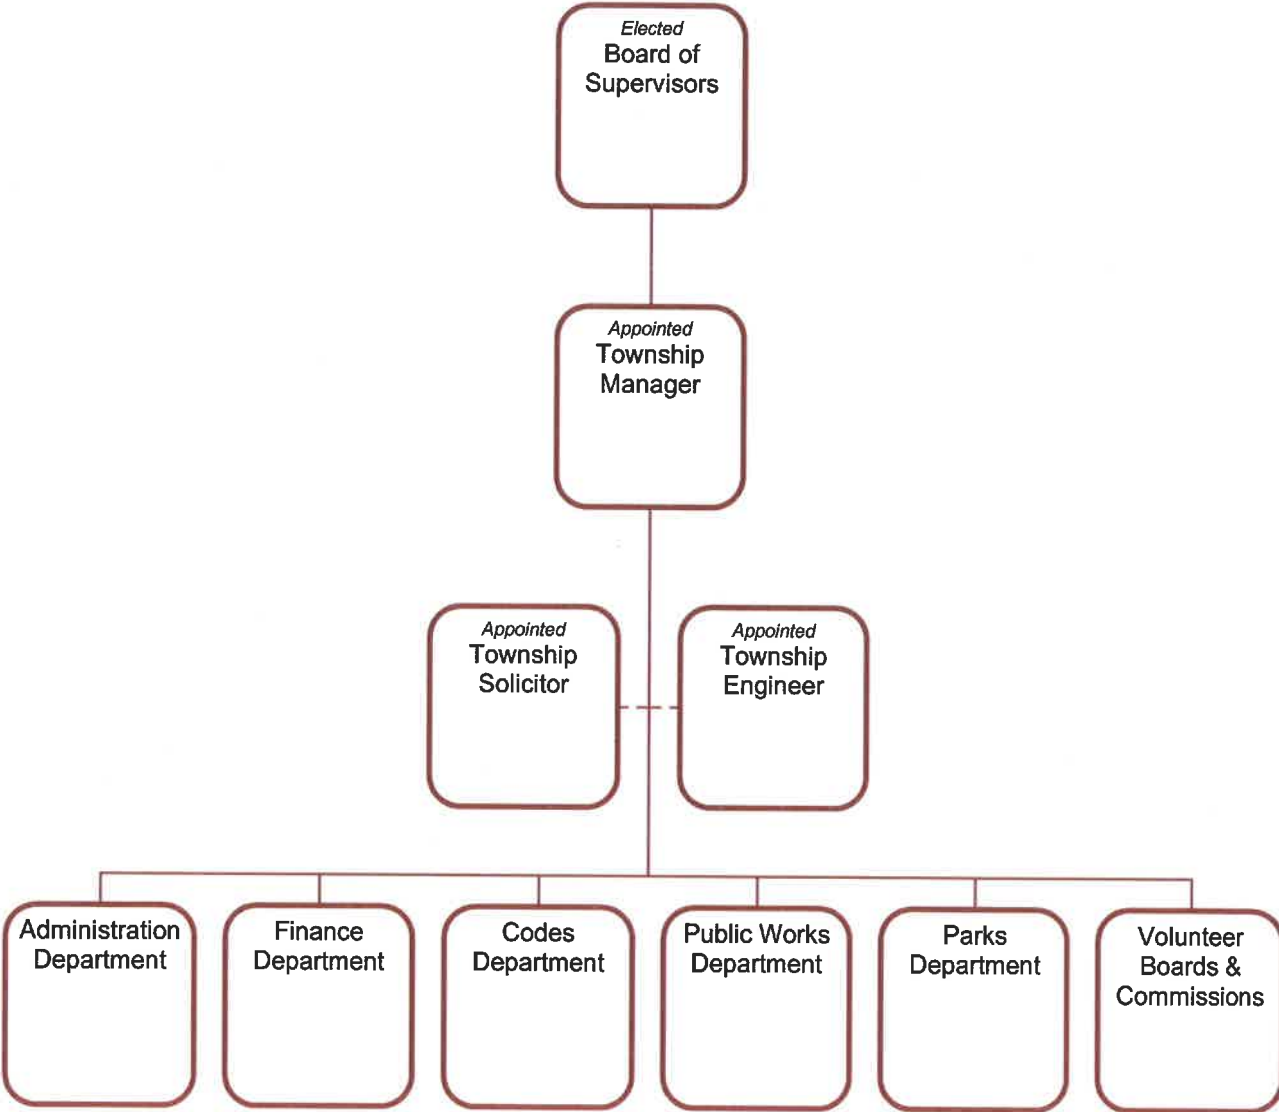 Elected
Board of
Supervisors
Appointed
Township
Manager
Appointed
Township
Solicitor
Appointed
Township
Engineer
Administration
Department
Finance
Department
Codes
Department
Public Works
Department
Parks
Department
Volunteer
Boards &
Commissions